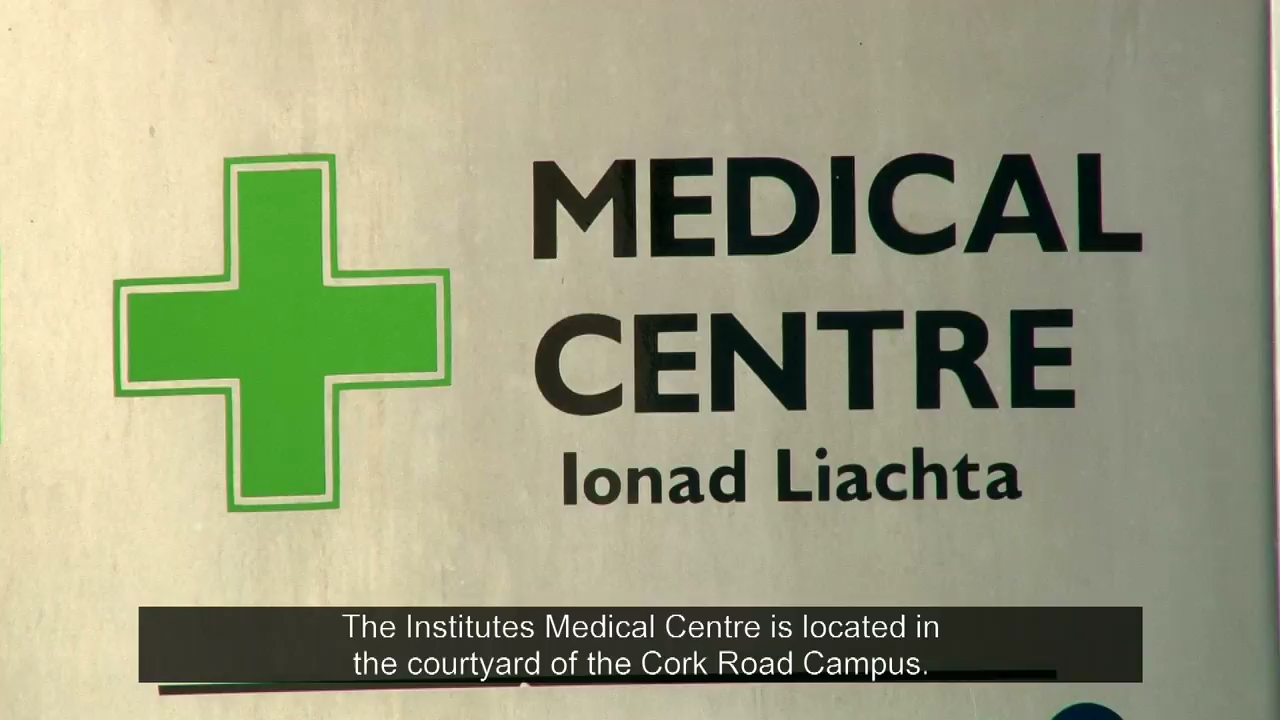 MEDICAL
CENTRE
Ionad Liachta
The Institutes Medical Centre is located in
the courtyard of the Cork Road Campus.